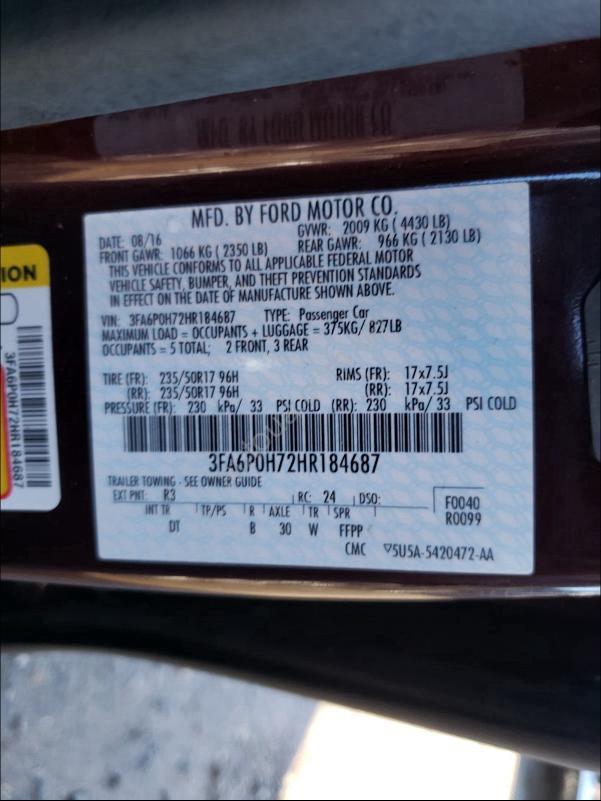 MFD. BY FORD MOTOR CO.
DATE: 08/16 GVWR: 2009 KG ( 4430 LB)
FRONT GAWR: 1066 KG ( 2350 LB) REAR GAWR: 966 KG ( 2130 LB)
THIS VEHICLE CONFORMS TO ALL APPLICABLE FEDERAL MOTOR
VEHICLE SAFETY, BUMPER, AND THEFT PREVENTION STANDARDS
IN EFFECT ON THE DATE OF MANUFACTURE SHOWN ABOVE.
VIN: 3FA6P0H72HR184687 TYPE: Passenger Car
MAXIMUM LOAD = OCCUPANTS + LUGGAGE = 375KG/ 827LB
OCCUPANTS = 5 TOTAL; 2 FRONT, 3 REAR
TIRE (FR): 235/50R17 96H RIMS (FR): 17x7.5J
(RR): 235/50R17 96H (RR): 17x7.5J
PRESSURE (FR): 230 kPa/ 33 PSI COLD (RR): 230 kPa/ 33 PSI COLD
3FA6P0H72HR184687
TRAILER TOWING - SEE OWNER GUIDE
EXT PNT: R3 RC: 24 DSO: F0040
INT TR TP/PS R AXLE TR SPR R0099
DT B 30 W FFPP
CMC ▽5U5A-5420472-AA
3FA6P0H72HR184687